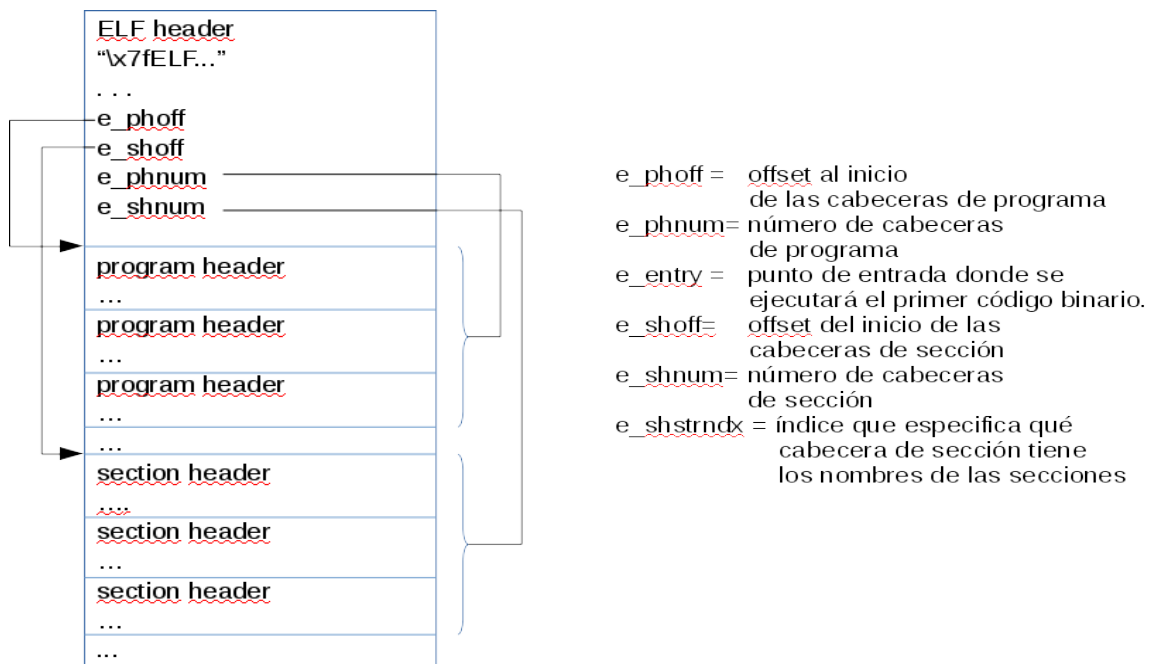 ELF header
“\x7fELF...”
. . .
e_phoff
e_shoff
e_phnum
e_shnum
program header
...
program header
...
program header
...
...
section header
....
section header
...
section header
...
...
e_phoff = offset al inicio
de las cabeceras de programa
e_phnum= número de cabeceras
de programa
e_entry = punto de entrada donde se
ejecutará el primer código binario.
e_shoff= offset del inicio de las
cabeceras de sección
e_shnum= número de cabeceras
de sección
e_shstrndx = índice que especifica qué
cabecera de sección tiene
los nombres de las secciones